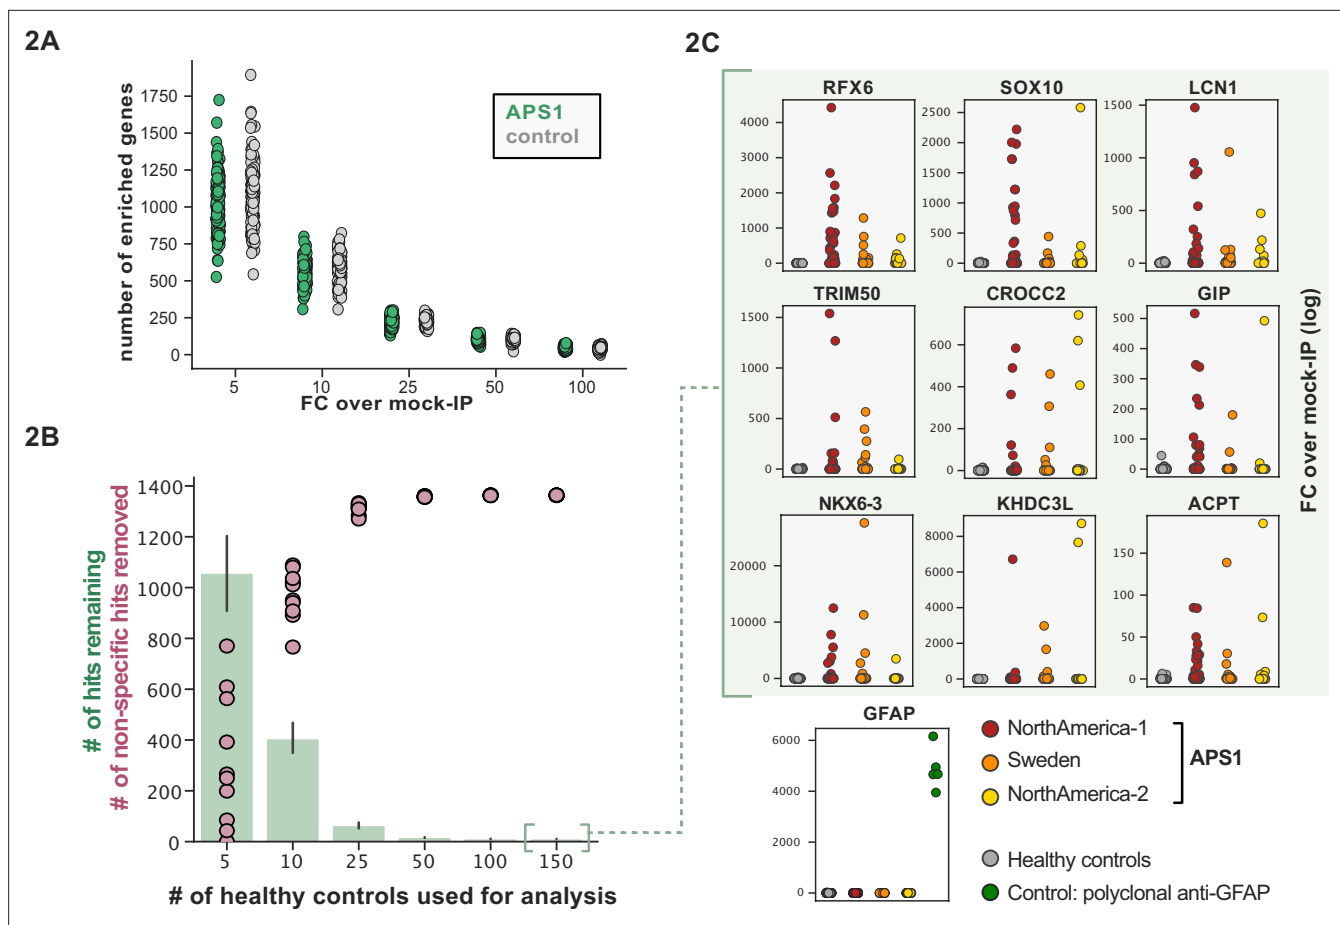 2A
number of enriched genes
1750
1500
1250
1000
750
500
250
0
5 10 25 50 100
FC over mock-IP
APS1
control
2B
# of hits remaining
# of non-specific hits removed
1400
1200
1000
800
600
400
200
0
5 10 25 50 100 150
# of healthy controls used for analysis
2C
RFX6
4000
3000
2000
1000
0
SOX10
2500
2000
1500
1000
500
0
LCN1
1500
1000
500
0
TRIM50
1500
1000
500
0
CROCC2
600
400
200
0
GIP
500
400
300
200
100
0
NKX6-3
20000
10000
0
KHDC3L
8000
6000
4000
2000
0
ACPT
150
100
50
0
FC over mock-IP (log)
GFAP
6000
4000
2000
0
NorthAmerica-1
Sweden
NorthAmerica-2
APS1
Healthy controls
Control: polyclonal anti-GFAP